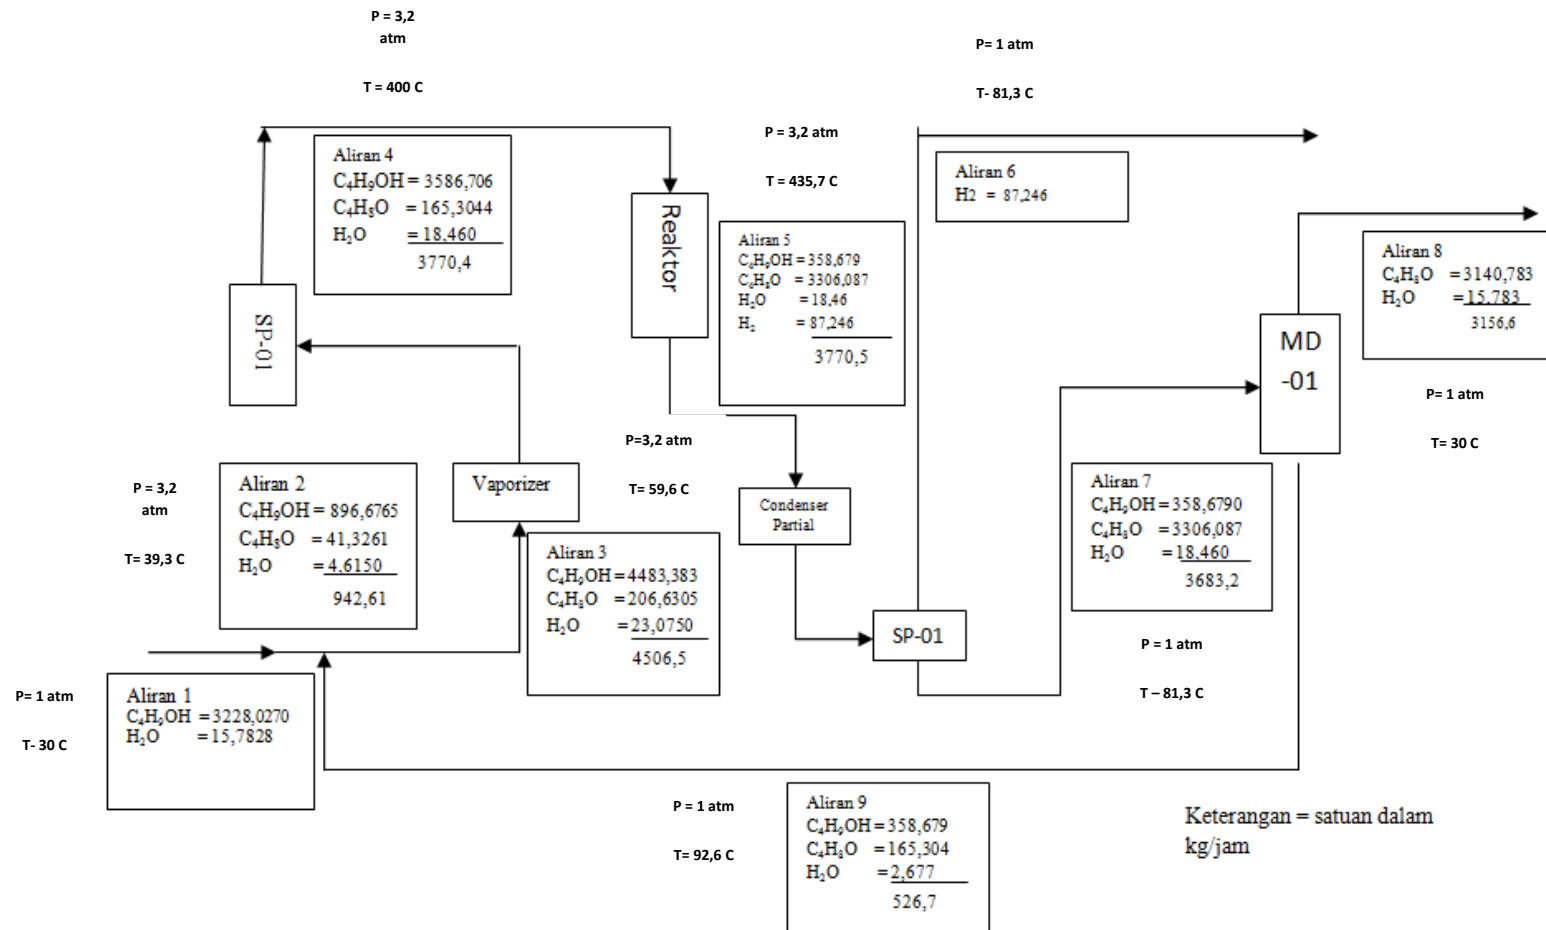 P = 3,2
atm
T = 400 C
P= 1 atm
T- 81,3 C
P = 3,2 atm
T = 435,7 C
Aliran 4
C₄H₉OH = 3586,706
C₄H₈O = 165,3044
H₂O = 18,460
3770,4
Reaktor
Aliran 5
C₄H₉OH =358,679
C₄H₈O =3306,087
H₂O = 18,46
H₂ = 87,246
3770,5
Aliran 6
H2 = 87,246
Aliran 8
C₄H₈O =3140,783
H₂O =15,783
3156,6
SP-01
MD
-01
P= 1 atm
T= 30 C
P = 3,2
atm
T= 39,3 C
Aliran 2
C₄H₉OH = 896,6765
C₄H₈O = 41,3261
H₂O = 4,6150
942,61
Vaporizer
P=3,2 atm
T= 59,6 C
Condenser
Partial
Aliran 7
C₄H₉OH =358,6790
C₄H₈O =3306,087
H₂O =18,460
3683,2
Aliran 3
C₄H₉OH =4483,383
C₄H₈O =206,6305
H₂O =23,0750
4506,5
SP-01
P = 1 atm
T – 81,3 C
P= 1 atm
T- 30 C
Aliran 1
C₄H₉OH =3228,0270
H₂O =15,7828
P = 1 atm
T= 92,6 C
Aliran 9
C₄H₉OH =358,679
C₄H₈O =165,304
H₂O =2,677
526,7
Keterangan = satuan dalam
kg/jam